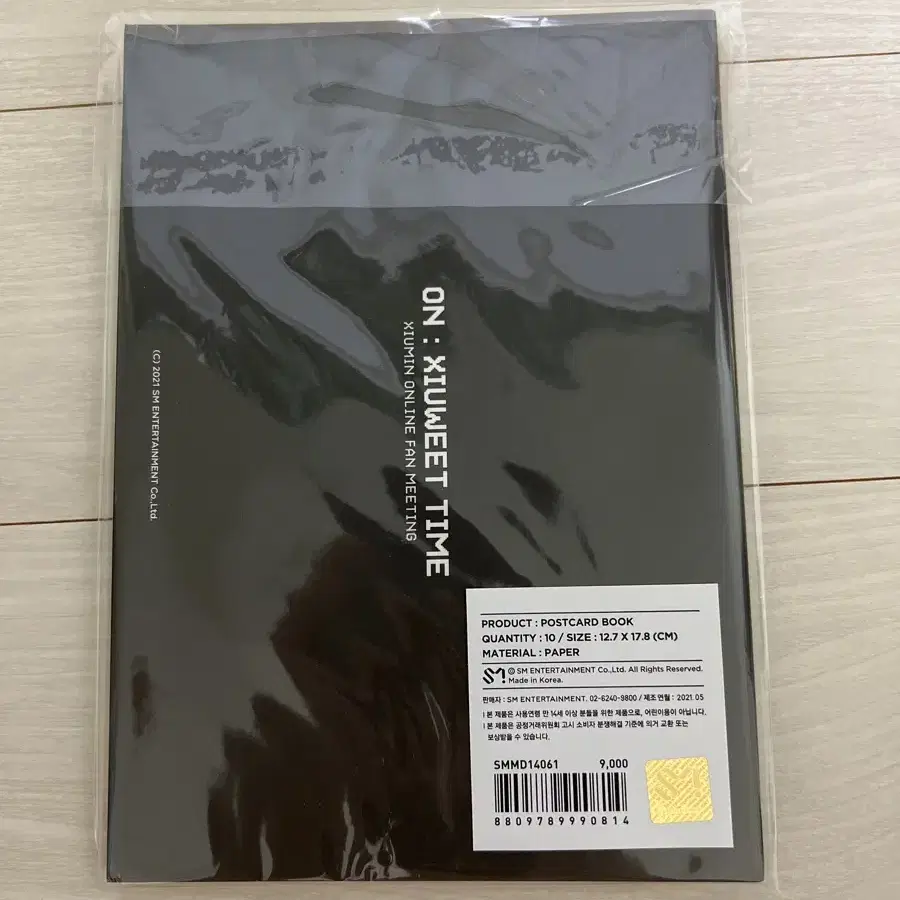 ON : XIUWEET TIME
XIUMIN ONLINE FAN MEETING
(C) 2021 SM ENTERTAINMENT Co.,Ltd.
PRODUCT : POSTCARD BOOK
QUANTITY : 10 / SIZE : 12.7 X 17.8 (CM)
MATERIAL : PAPER
SM
ⓒ SM ENTERTAINMENT Co.,Ltd. All Rights Reserved.
Made in Korea.
판매자 : SM ENTERTAINMENT. 02-6240-9800 / 제조연월 : 2021.05
| 본 제품은 사용연령 만 14세 이상 분들을 위한 제품으로, 어린이용이 아닙니다.
| 본 제품은 공정거래위원회 고시 소비자 분쟁해결 기준에 의거 교환 또는
보상받을 수 있습니다.
SMMD14061 9,000
8809789990814